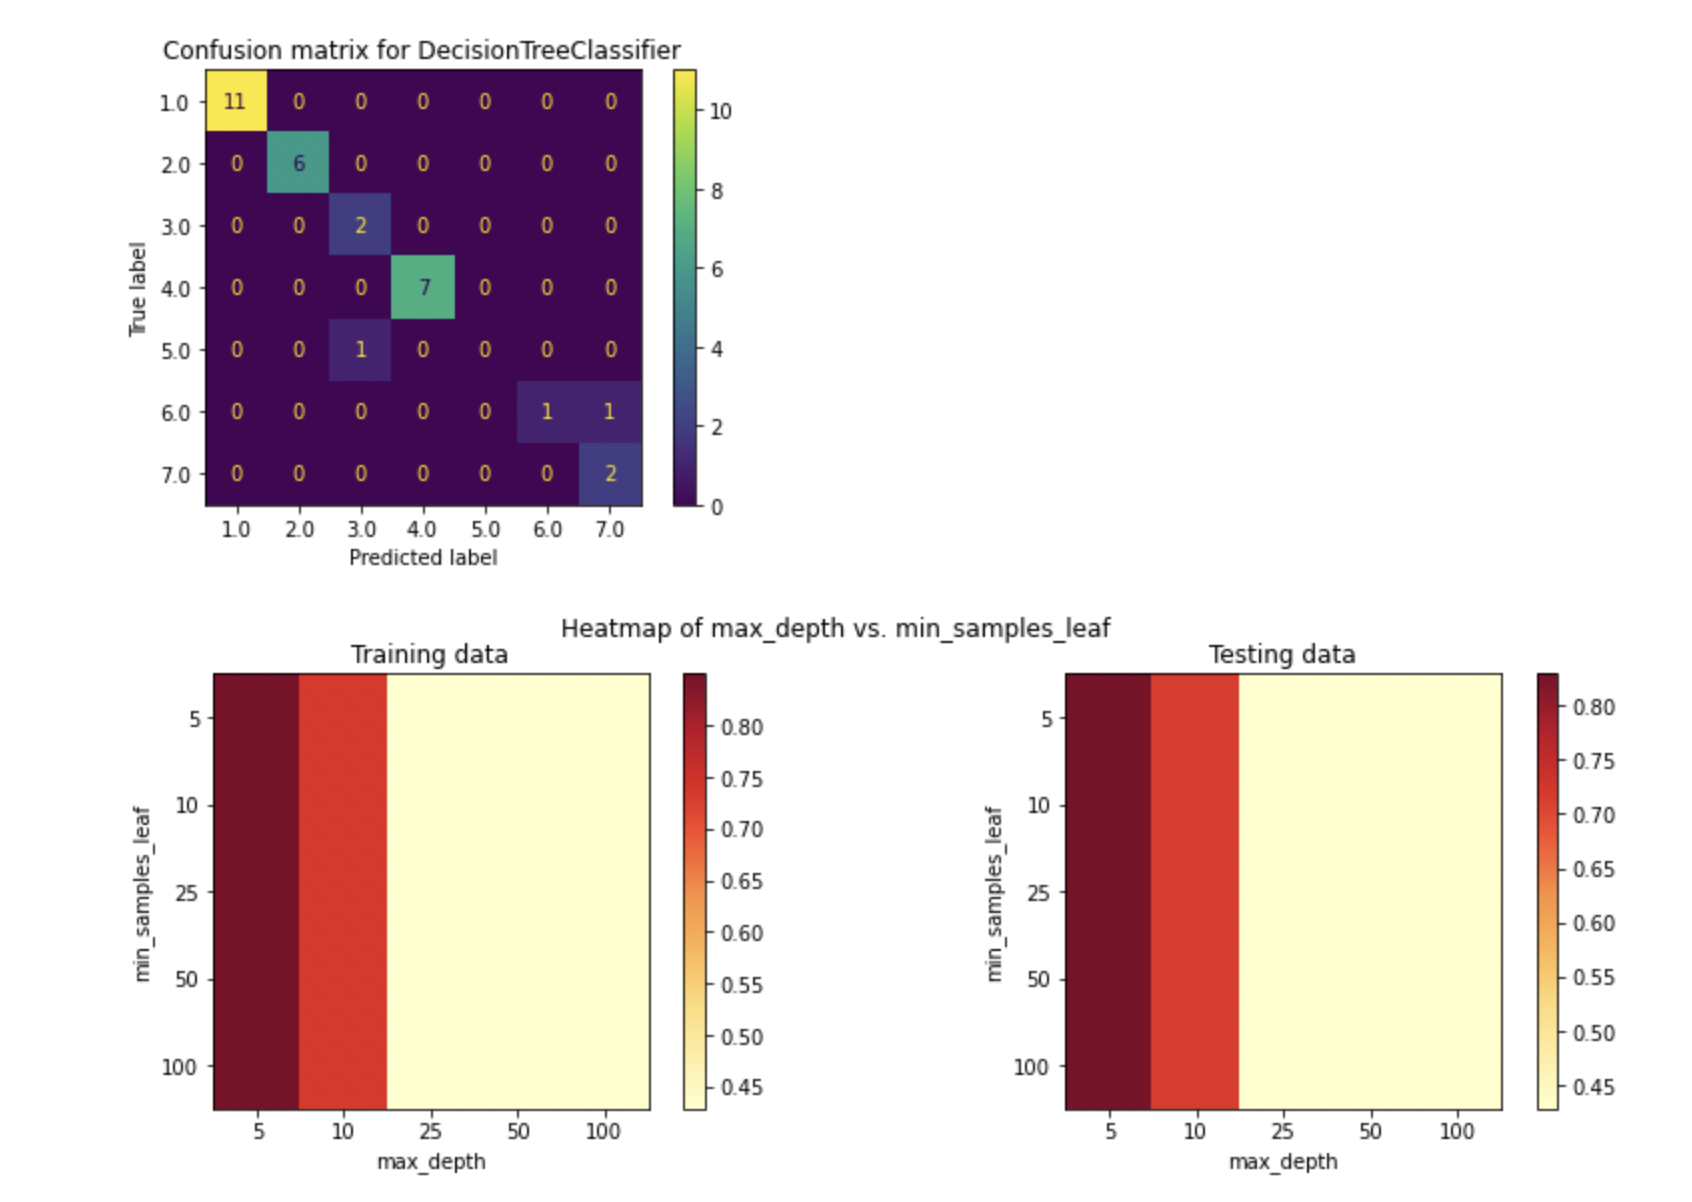 Confusion matrix for DecisionTreeClassifier
1.0 11 0 0 0 0 0 0
2.0 0 6 0 0 0 0 0
3.0 0 0 2 0 0 0 0
4.0 0 0 0 7 0 0 0
5.0 0 0 1 0 0 0 0
6.0 0 0 0 0 0 1 1
7.0 0 0 0 0 0 0 2
True label
1.0 2.0 3.0 4.0 5.0 6.0 7.0
Predicted label
10
8
6
4
2
0
Heatmap of max_depth vs. min_samples_leaf
Training data
min_samples_leaf
5
10
25
50
100
5 10 25 50 100
max_depth
0.80
0.75
0.70
0.65
0.60
0.55
0.50
0.45
Testing data
min_samples_leaf
5
10
25
50
100
5 10 25 50 100
max_depth
0.80
0.75
0.70
0.65
0.60
0.55
0.50
0.45